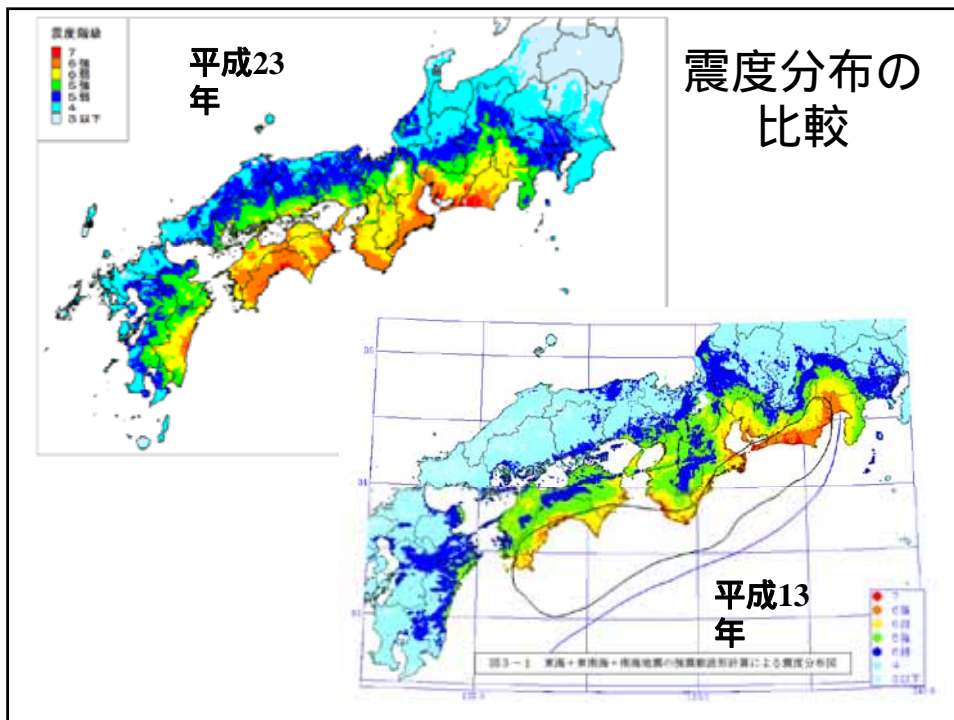 震度分布の
比較
平成23
年
震度階級
7
6強
6弱
5強
5弱
4
3以下
平成13
年
7
6強
6弱
5強
5弱
4
3以下
図3－1 東海＋東南海＋南海地震の強震動波形計算による震度分布図